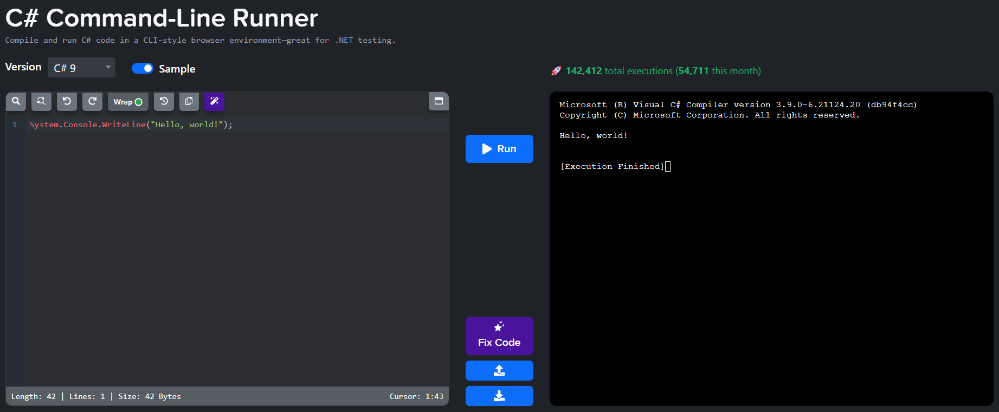 C# Command-Line Runner
Compile and run C# code in a CLI-style browser environment—great for .NET testing.
Version
C# 9
Sample
142,412 total executions (54,711 this month)
Wrap
1
System.Console.WriteLine("Hello, world!");
Length: 42 | Lines: 1 | Size: 42 Bytes
Cursor: 1:43
Run
Fix Code
Microsoft (R) Visual C# Compiler version 3.9.0-6.21124.20 (db94f4cc)
Copyright (C) Microsoft Corporation. All rights reserved.
Hello, world!
[Execution Finished]